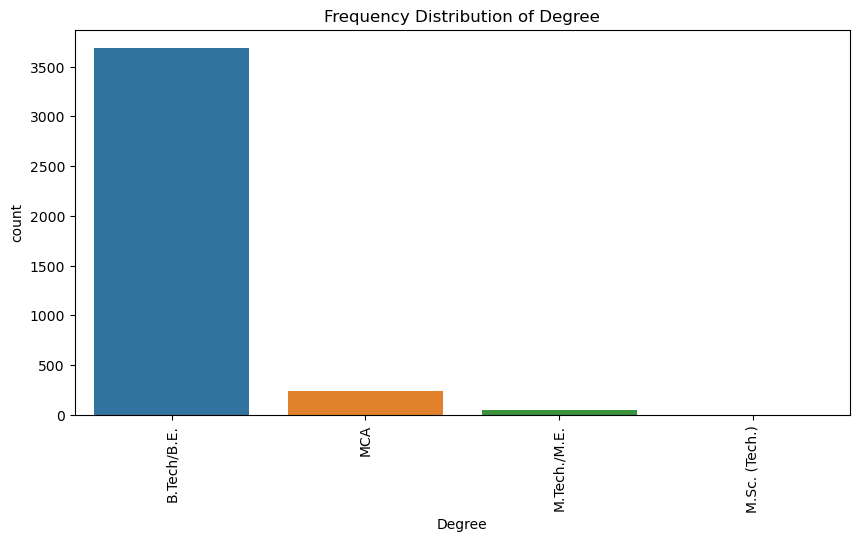 Frequency Distribution of Degree
3500
3000
2500
2000
1500
1000
500
0
count
B.Tech/B.E.
MCA
M.Tech./M.E.
M.Sc. (Tech.)
Degree